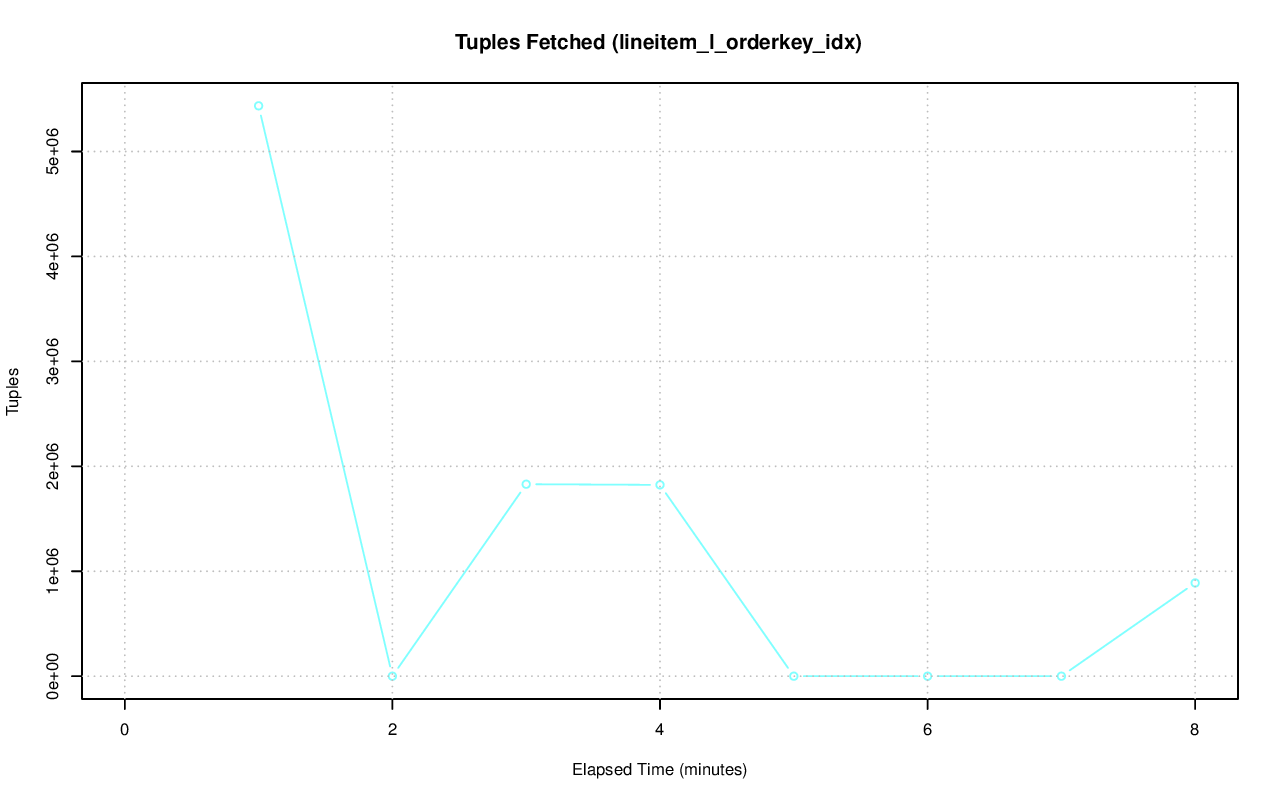 Tuples Fetched (lineitem_l_orderkey_idx)
Tuples
5e+06
4e+06
3e+06
2e+06
1e+06
0e+00
0 2 4 6 8
Elapsed Time (minutes)